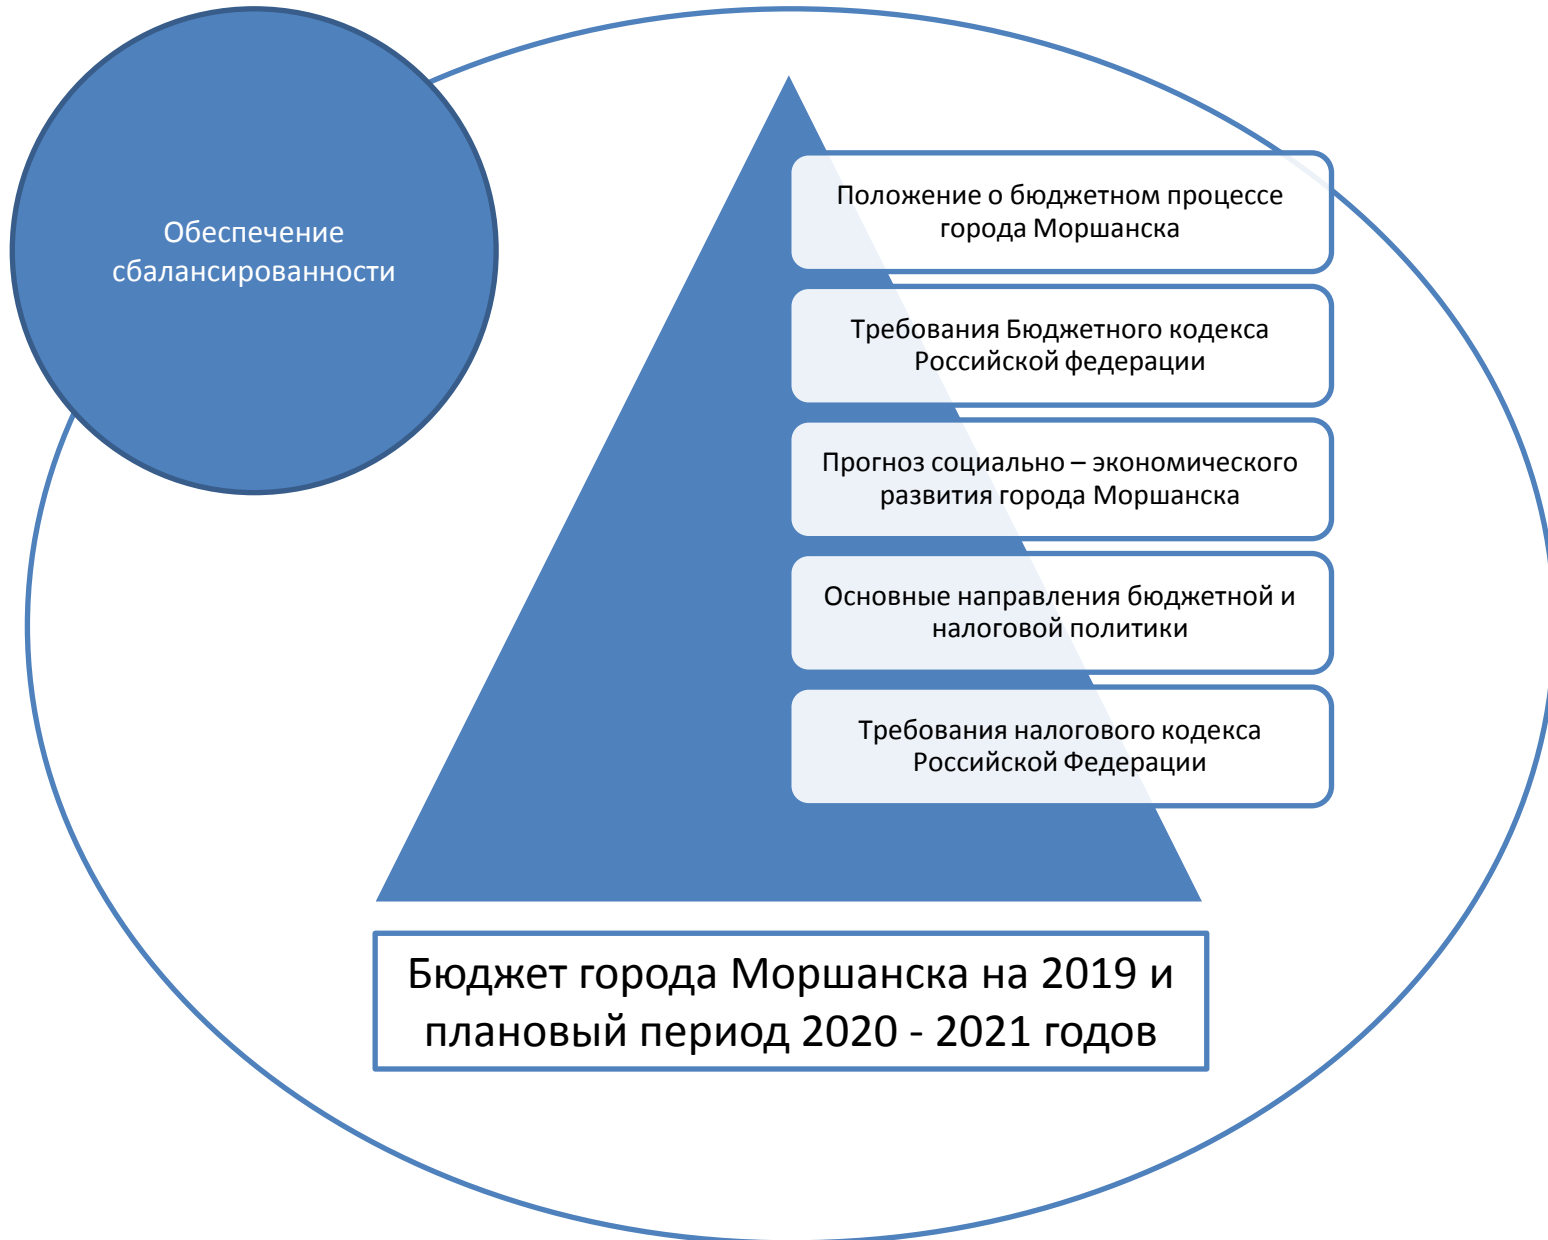 Обеспечение
сбалансированности
Положение о бюджетном процессе
города Моршанска
Требования Бюджетного кодекса
Российской федерации
Прогноз социально – экономического
развития города Моршанска
Основные направления бюджетной и
налоговой политики
Требования налогового кодекса
Российской Федерации
Бюджет города Моршанска на 2019 и
плановый период 2020 - 2021 годов